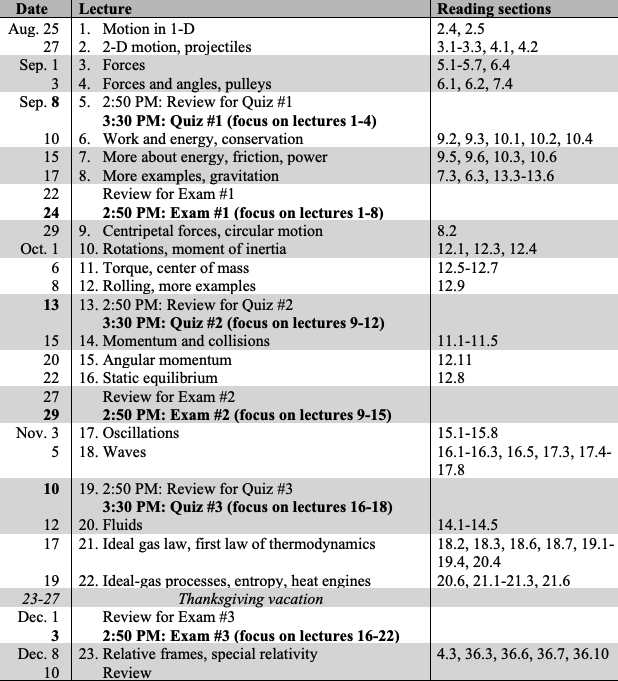 Date Lecture Reading sections
Aug. 25 1. Motion in 1-D 2.4, 2.5
27 2. 2-D motion, projectiles 3.1-3.3, 4.1, 4.2
Sep. 1 3. Forces 5.1-5.7, 6.4
3 4. Forces and angles, pulleys 6.1, 6.2, 7.4
Sep. 8 5. 2:50 PM: Review for Quiz #1
3:30 PM: Quiz #1 (focus on lectures 1-4)
10 6. Work and energy, conservation 9.2, 9.3, 10.1, 10.2, 10.4
15 7. More about energy, friction, power 9.5, 9.6, 10.3, 10.6
17 8. More examples, gravitation 7.3, 6.3, 13.3-13.6
22 Review for Exam #1
24 2:50 PM: Exam #1 (focus on lectures 1-8)
29 9. Centripetal forces, circular motion 8.2
Oct. 1 10. Rotations, moment of inertia 12.1, 12.3, 12.4
6 11. Torque, center of mass 12.5-12.7
8 12. Rolling, more examples 12.9
13 13. 2:50 PM: Review for Quiz #2
3:30 PM: Quiz #2 (focus on lectures 9-12)
15 14. Momentum and collisions 11.1-11.5
20 15. Angular momentum 12.11
22 16. Static equilibrium 12.8
27 Review for Exam #2
29 2:50 PM: Exam #2 (focus on lectures 9-15)
Nov. 3 17. Oscillations 15.1-15.8
5 18. Waves 16.1-16.3, 16.5, 17.3, 17.4-
17.8
10 19. 2:50 PM: Review for Quiz #3
3:30 PM: Quiz #3 (focus on lectures 16-18)
12 20. Fluids 14.1-14.5
17 21. Ideal gas law, first law of thermodynamics 18.2, 18.3, 18.6, 18.7, 19.1-
19.4, 20.4
19 22. Ideal-gas processes, entropy, heat engines 20.6, 21.1-21.3, 21.6
23-27 Thanksgiving vacation
Dec. 1 Review for Exam #3
3 2:50 PM: Exam #3 (focus on lectures 16-22)
Dec. 8 23. Relative frames, special relativity 4.3, 36.3, 36.6, 36.7, 36.10
10 Review